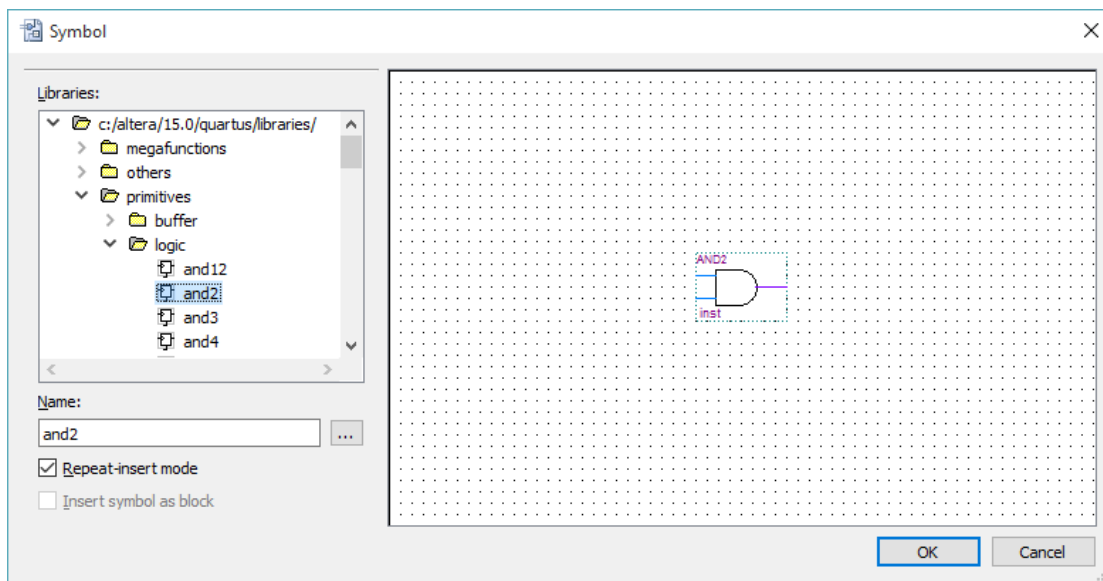 Symbol
Libraries:
c:/altera/15.0/quartus/libraries/
megafunctions
others
primitives
buffer
logic
and12
and2
and3
and4
Name:
and2
...
Repeat-insert mode
Insert symbol as block
AND2
inst
OK
Cancel